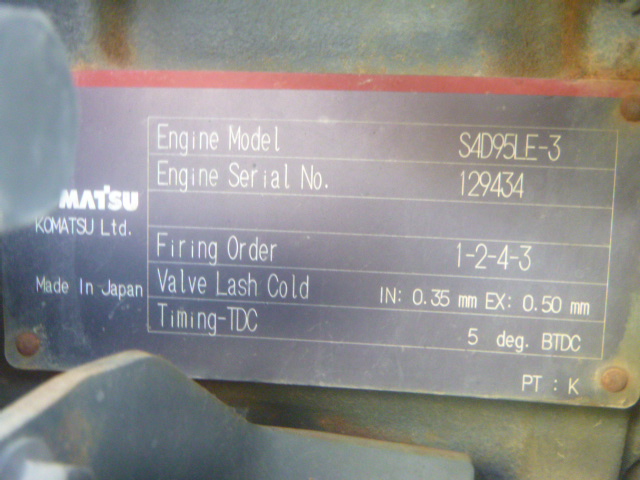 Engine Model S4D95LE-3
Engine Serial No. 129434
KOMATSU
KOMATSU Ltd.
Firing Order 1-2-4-3
Made In Japan
Valve Lash Cold IN: 0.35 mm EX: 0.50 mm
Timing-TDC 5 deg. BTDC
PT : K